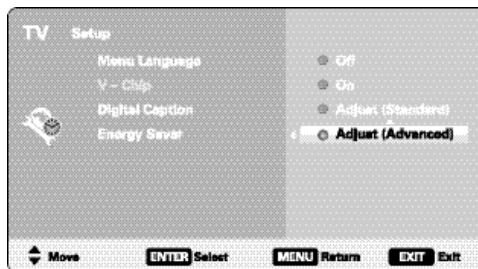 TV Setup
Menu Language Off
V - Chip On
Digital Caption Adjust (Standard)
Energy Saver Adjust (Advanced)
Move ENTER Select MENU Return EXIT Exit